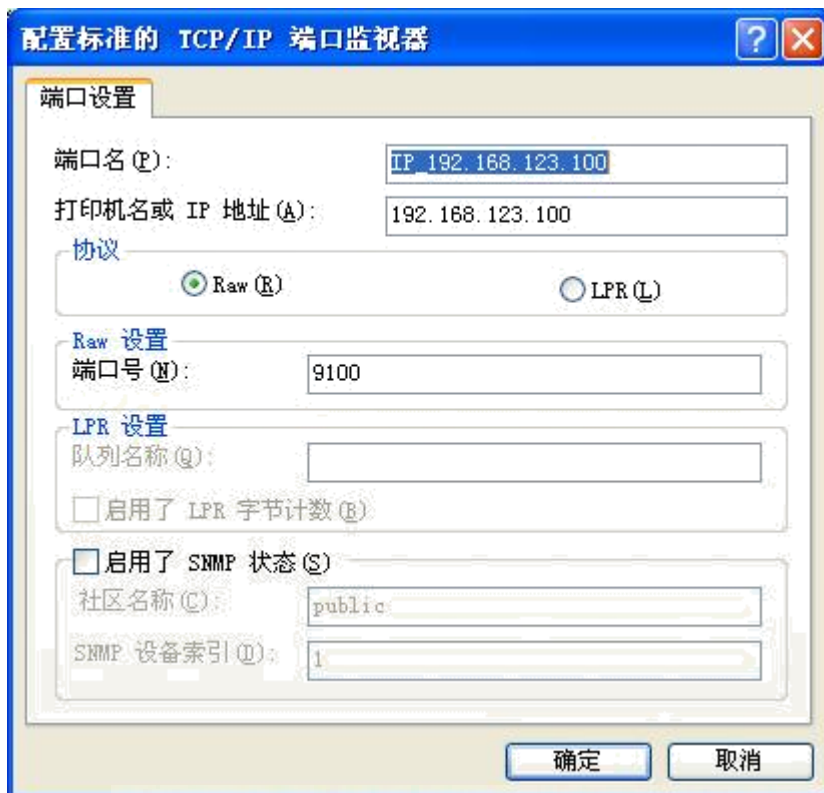 配置标准的 TCP/IP 端口监视器
端口设置
端口名(P): IP_192.168.123.100
打印机名或 IP 地址(A): 192.168.123.100
协议
Raw(R) LPR(L)
Raw 设置
端口号(N): 9100
LPR 设置
队列名称(Q):
启用了 LPR 字节计数(B)
启用了 SNMP 状态(S)
社区名称(C): public
SNMP 设备索引(D): 1
确定 取消